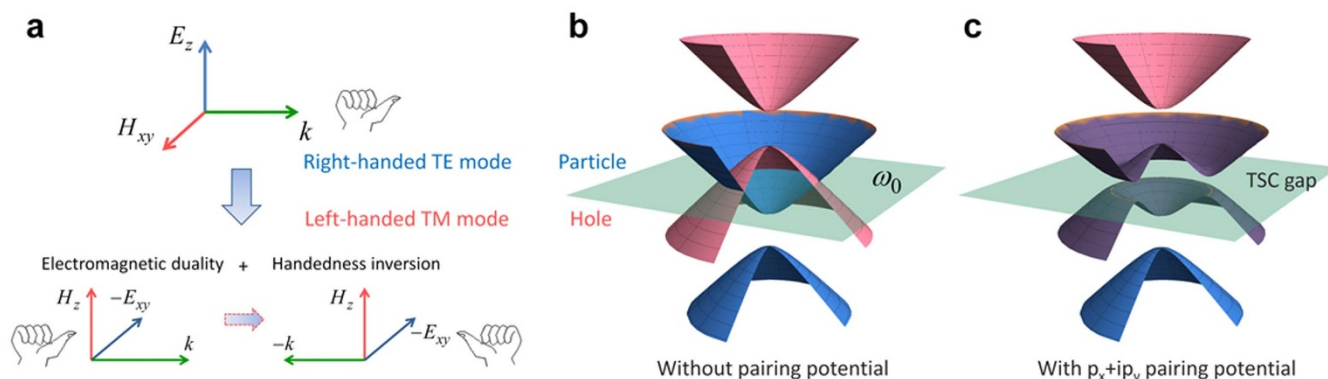 a
E_z
H_xy
k
Right-handed TE mode
Left-handed TM mode
Electromagnetic duality + Handedness inversion
H_z
−E_xy
k
H_z
−E_xy
−k
b
Particle
Hole
ω_0
Without pairing potential
c
TSC gap
With p_x+ip_y pairing potential